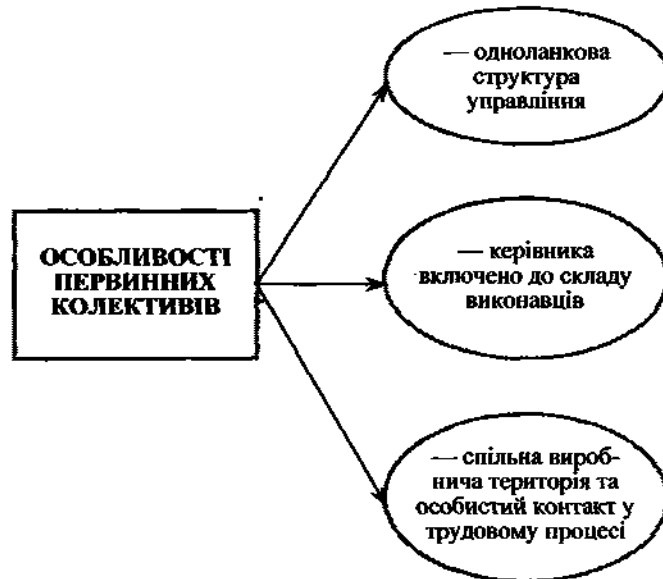 — одноланкова
структура
управління
ОСОБЛИВОСТІ
ПЕРВИННИХ
КОЛЕКТИВІВ
— керівника
включено до складу
виконавців
— спільна вироб-
нича територія та
особистий контакт у
трудовому процесі